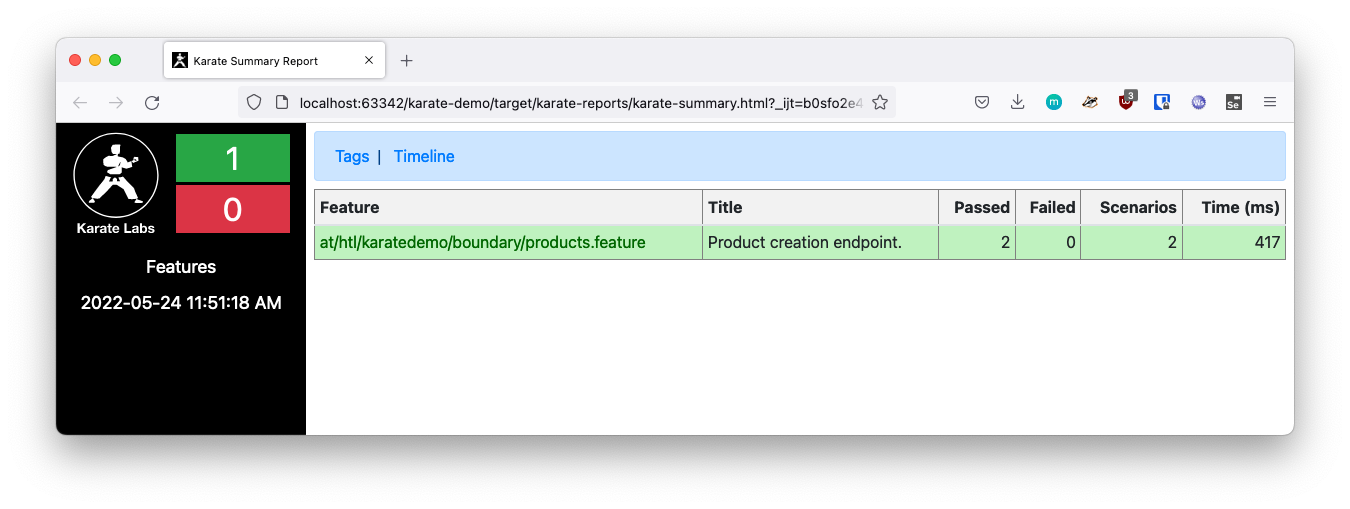 Karate Summary Report
localhost:63342/karate-demo/target/karate-reports/karate-summary.html?_ijt=b0sfo2e4
m
3
Ws
Se
1
0
Karate Labs
Features
2022-05-24 11:51:18 AM
Tags | Timeline
Feature Title Passed Failed Scenarios Time (ms)
at/htl/karatedemo/boundary/products.feature Product creation endpoint. 2 0 2 417